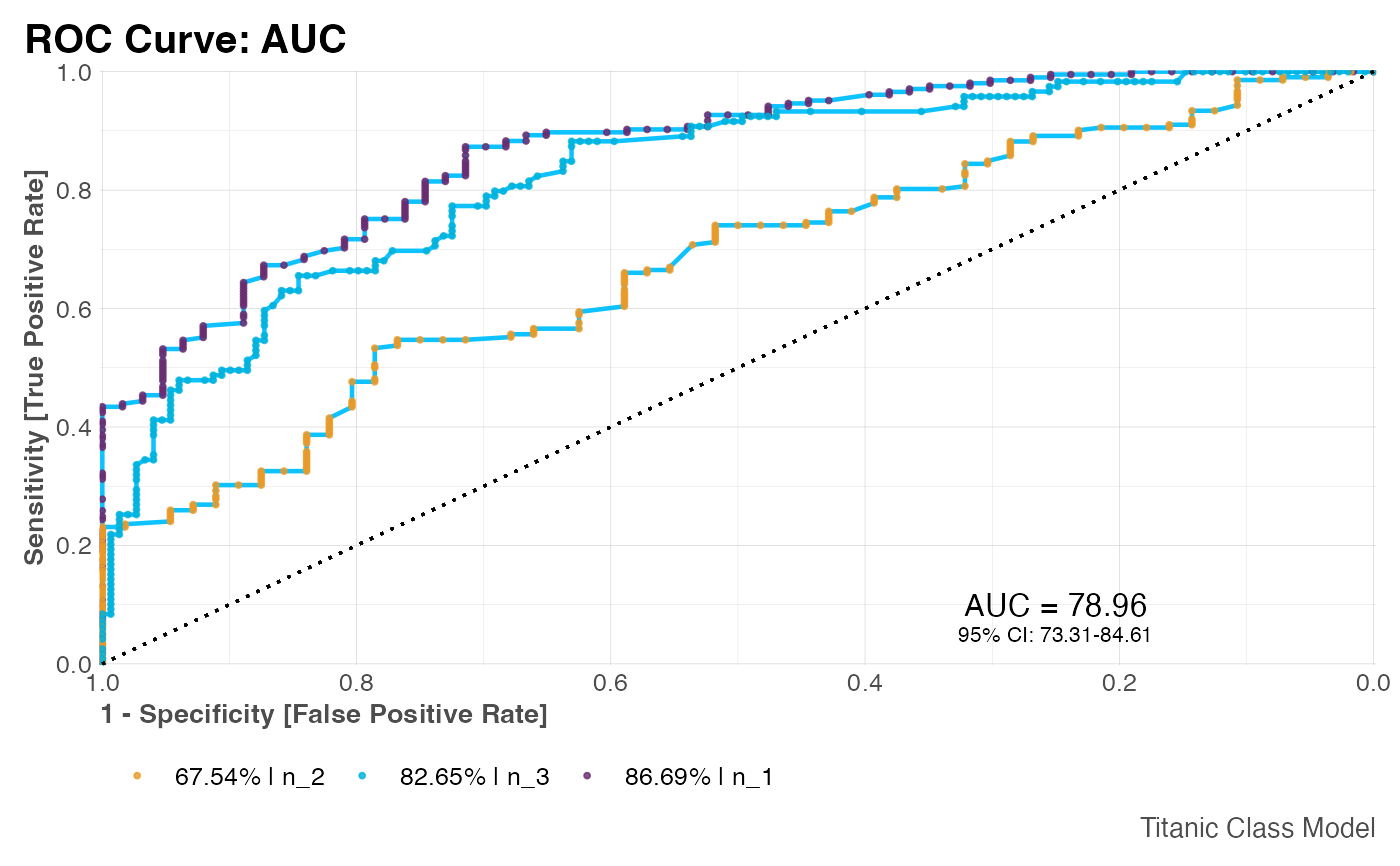 ROC Curve: AUC
Sensitivity [True Positive Rate]
1.0
0.8
0.6
0.4
0.2
0.0
AUC = 78.96
95% CI: 73.31-84.61
1.0 0.8 0.6 0.4 0.2 0.0
1 - Specificity [False Positive Rate]
67.54% | n_2 82.65% | n_3 86.69% | n_1
Titanic Class Model